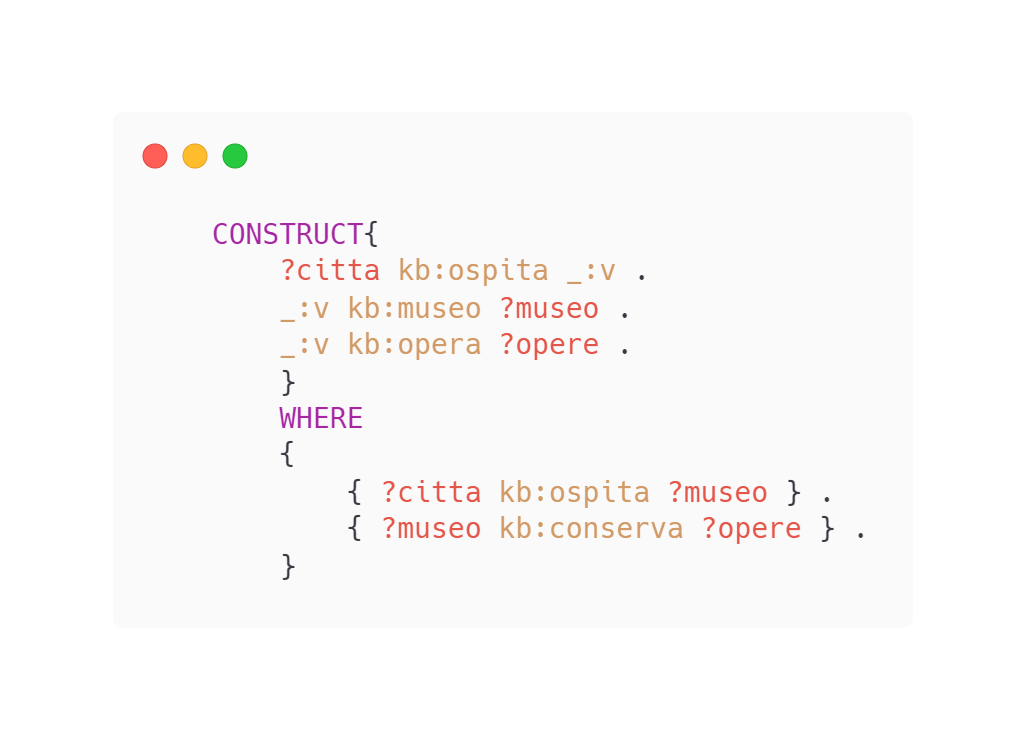 CONSTRUCT{
?citta kb:ospita _:v .
_:v kb:museo ?museo .
_:v kb:opera ?opere .
}
WHERE
{
{ ?citta kb:ospita ?museo } .
{ ?museo kb:conserva ?opere } .
}